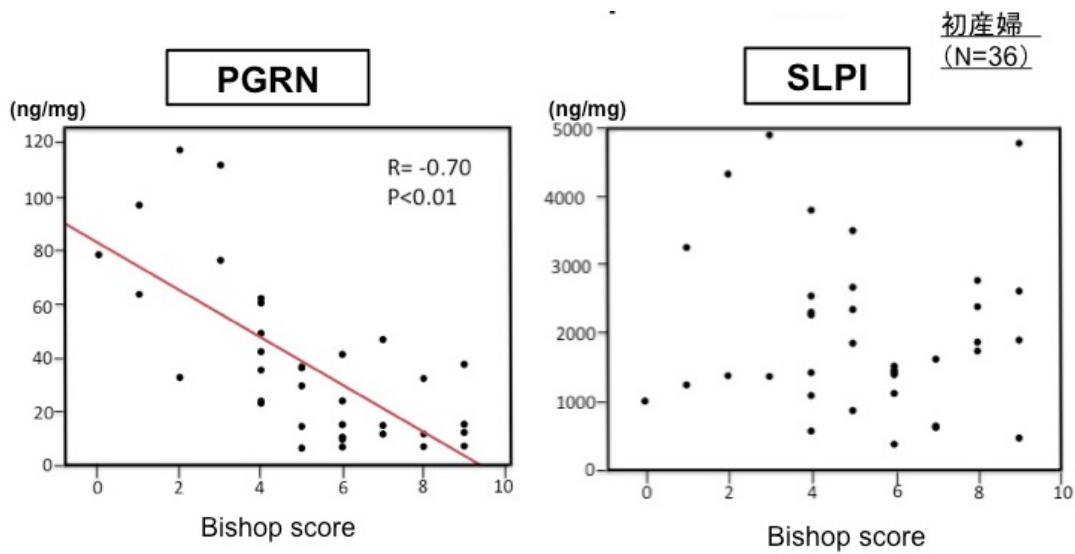 初産婦
(N=36)
PGRN
SLPI
(ng/mg)
120
100
80
60
40
20
0
R= -0.70
P<0.01
0 2 4 6 8 10
Bishop score
(ng/mg)
5000
4000
3000
2000
1000
0
0 2 4 6 8 10
Bishop score